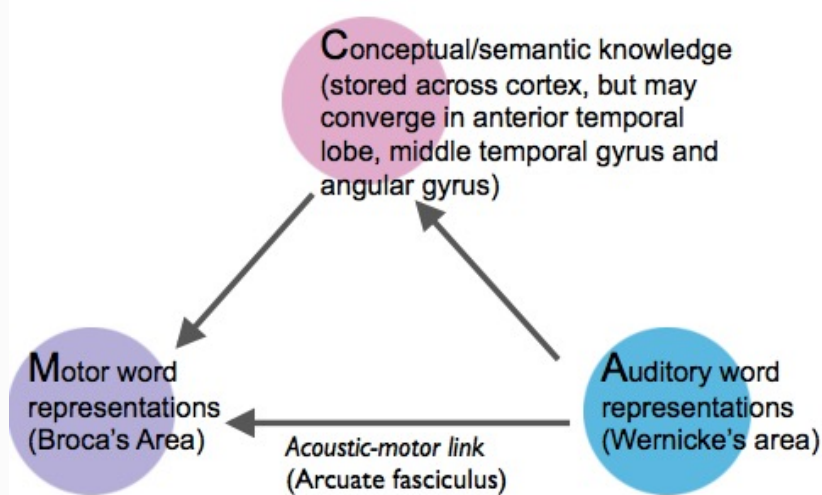 Conceptual/semantic knowledge
(stored across cortex, but may
converge in anterior temporal
lobe, middle temporal gyrus and
angular gyrus)
Motor word
representations
(Broca's Area)
Acoustic-motor link
(Arcuate fasciculus)
Auditory word
representations
(Wernicke's area)